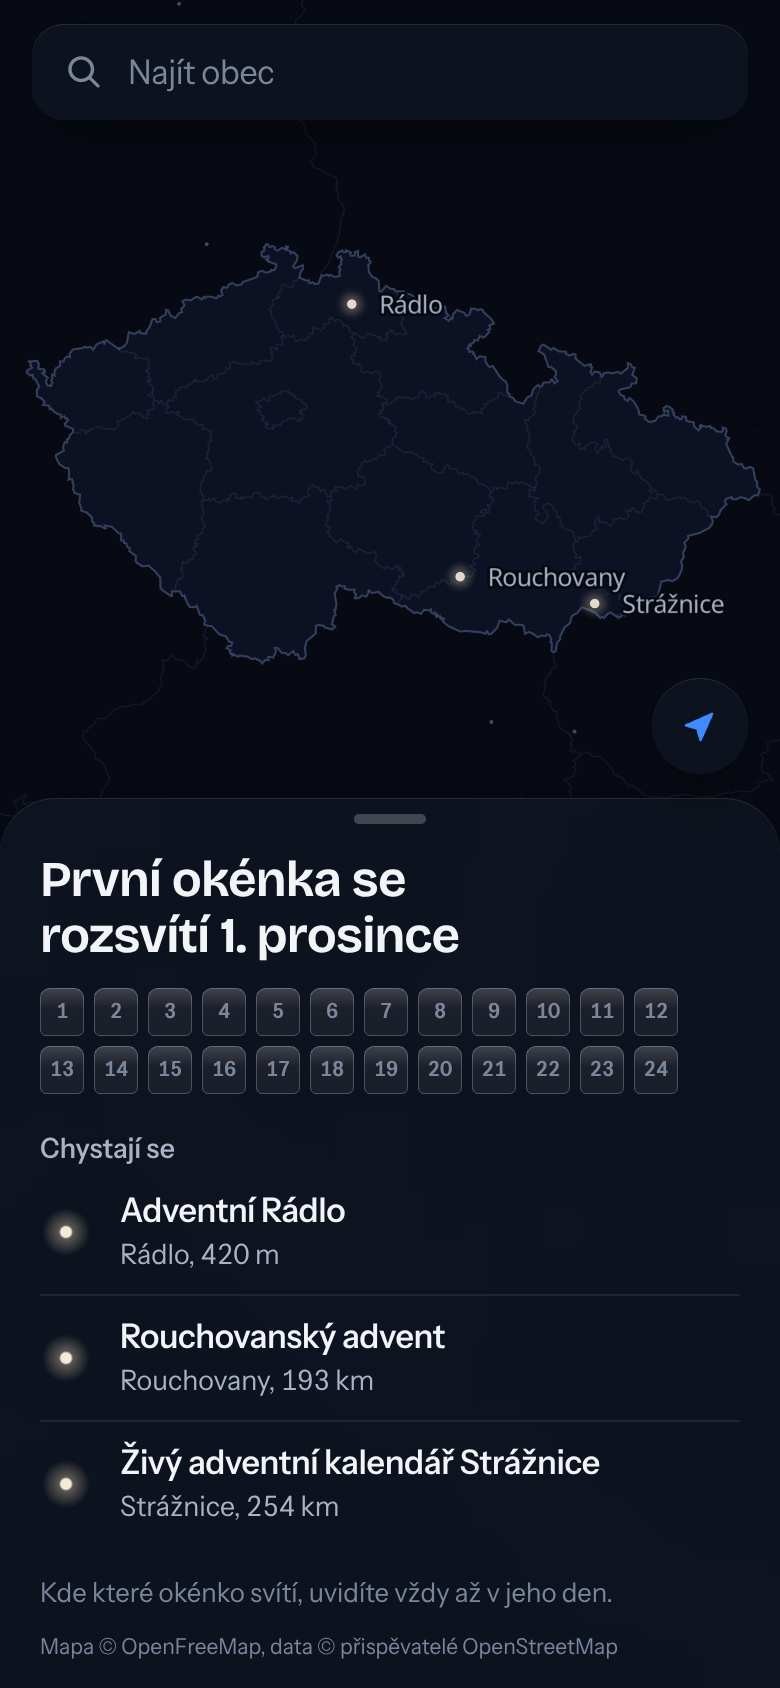 Najít obec
Rádlo
Rouchovany
Strážnice
První okénka se
rozsvítí 1. prosince
1 2 3 4 5 6 7 8 9 10 11 12
13 14 15 16 17 18 19 20 21 22 23 24
Chystají se
Adventní Rádlo
Rádlo, 420 m
Rouchovanský advent
Rouchovany, 193 km
Živý adventní kalendář Strážnice
Strážnice, 254 km
Kde které okénko svítí, uvidíte vždy až v jeho den.
Mapa © OpenFreeMap, data © přispěvatelé OpenStreetMap